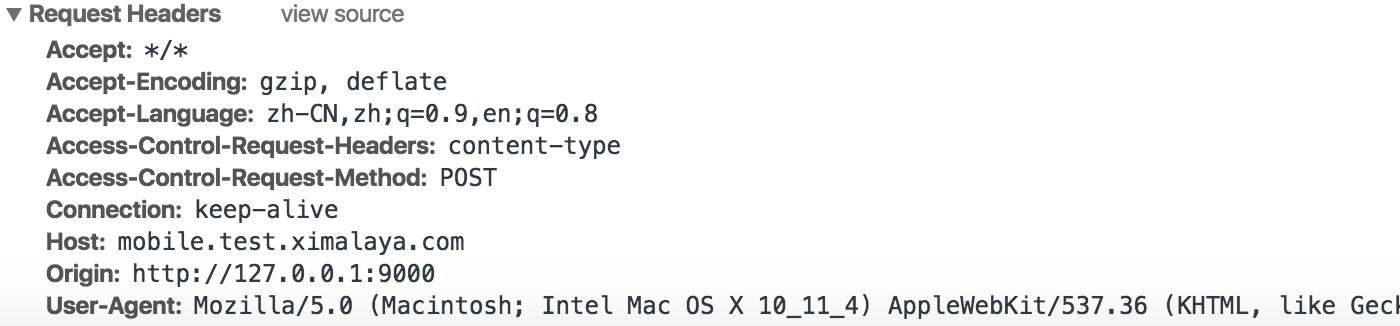 ▼ Request Headers view source
Accept: */*
Accept-Encoding: gzip, deflate
Accept-Language: zh-CN,zh;q=0.9,en;q=0.8
Access-Control-Request-Headers: content-type
Access-Control-Request-Method: POST
Connection: keep-alive
Host: mobile.test.ximalaya.com
Origin: http://127.0.0.1:9000
User-Agent: Mozilla/5.0 (Macintosh; Intel Mac OS X 10_11_4) AppleWebKit/537.36 (KHTML, like